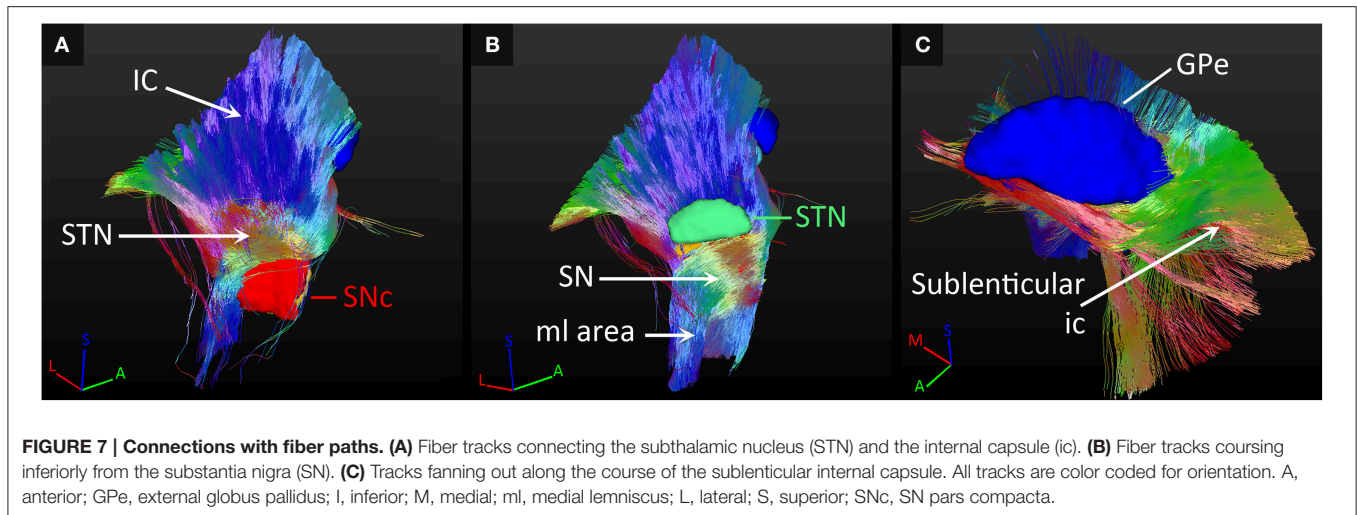 A
IC
STN
SNc
S
L
A
B
STN
SN
ml area
S
L
A
C
GPe
Sublenticular
ic
M
S
A
FIGURE 7 | Connections with fiber paths. (A) Fiber tracks connecting the subthalamic nucleus (STN) and the internal capsule (ic). (B) Fiber tracks coursing
inferiorly from the substantia nigra (SN). (C) Tracks fanning out along the course of the sublenticular internal capsule. All tracks are color coded for orientation. A,
anterior; GPe, external globus pallidus; I, inferior; M, medial; ml, medial lemniscus; L, lateral; S, superior; SNc, SN pars compacta.